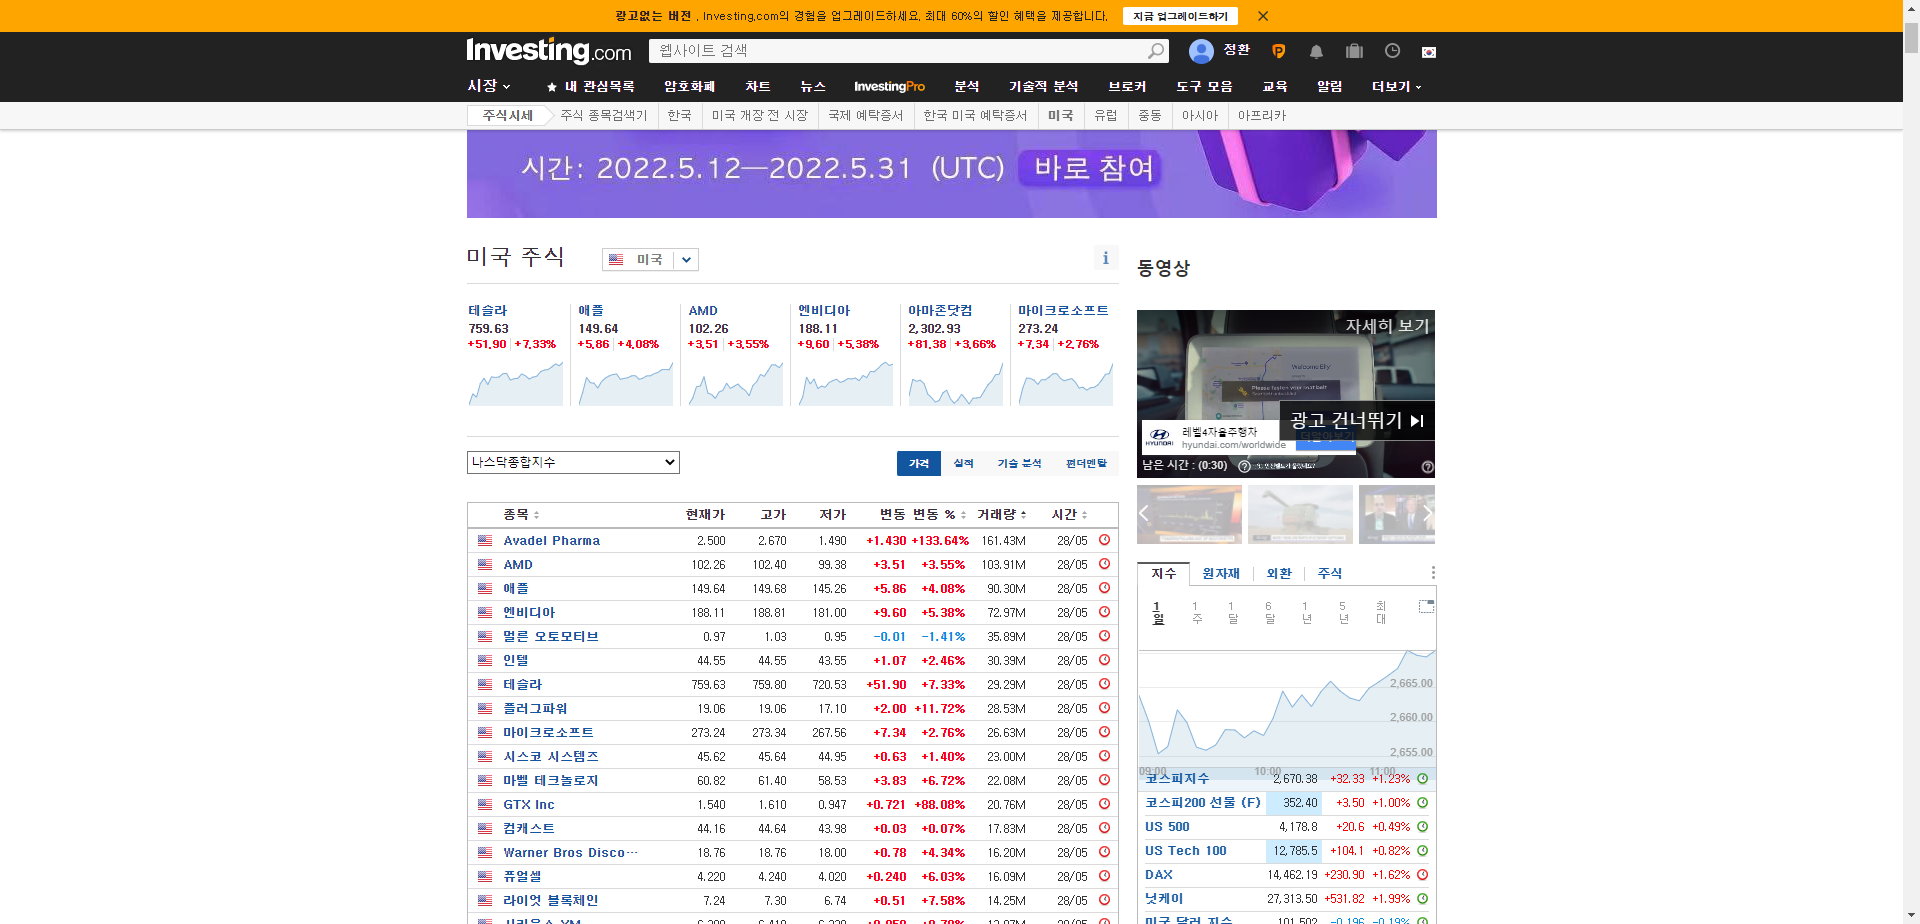 광고없는 버전. Investing.com의 경험을 업그레이드하세요. 최대 60%의 할인 혜택을 제공합니다. 지금 업그레이드하기
Investing.com 웹사이트 검색 정환
시장 내 관심목록 암호화폐 차트 뉴스 InvestingPro 분석 기술적 분석 브로커 도구 모음 교육 알림 더보기
주식시세 주식 종목검색기 한국 미국 개장 전 시장 국제 예탁증서 한국 미국 예탁증서 미국 유럽 중동 아시아 아프리카
시간: 2022.5.12—2022.5.31 (UTC) 바로 참여
미국 주식 미국
테슬라 애플 AMD 엔비디아 아마존닷컴 마이크로소프트
759.63 149.64 102.26 188.11 2,302.93 273.24
+51.90 +7.33% +5.86 +4.08% +3.51 +3.55% +9.60 +5.38% +81.38 +3.66% +7.34 +2.76%
나스닥종합지수 가격 실적 기술 분석 펀더멘탈
종목 현재가 고가 저가 변동 변동 % 거래량 시간
Avadel Pharma 2.500 2.670 1.490 +1.430 +133.64% 161.43M 28/05
AMD 102.26 102.40 99.38 +3.51 +3.55% 103.91M 28/05
애플 149.64 149.68 145.26 +5.86 +4.08% 90.30M 28/05
엔비디아 188.11 188.81 181.00 +9.60 +5.38% 72.97M 28/05
멀른 오토모티브 0.97 1.03 0.95 -0.01 -1.41% 35.89M 28/05
인텔 44.55 44.55 43.55 +1.07 +2.46% 30.39M 28/05
테슬라 759.63 759.80 720.53 +51.90 +7.33% 29.29M 28/05
플러그파워 19.06 19.06 17.10 +2.00 +11.72% 28.53M 28/05
마이크로소프트 273.24 273.34 267.56 +7.34 +2.76% 26.63M 28/05
시스코 시스템즈 45.62 45.64 44.95 +0.63 +1.40% 23.00M 28/05
마벨 테크놀로지 60.82 61.40 58.53 +3.83 +6.72% 22.08M 28/05
GTX Inc 1.540 1.610 0.947 +0.721 +88.08% 20.76M 28/05
컴캐스트 44.16 44.64 43.98 +0.03 +0.07% 17.83M 28/05
Warner Bros Disco... 18.76 18.76 18.00 +0.78 +4.34% 16.20M 28/05
퓨얼셀 4.220 4.240 4.020 +0.240 +6.03% 16.09M 28/05
라이엇 블록체인 7.24 7.30 6.74 +0.51 +7.58% 14.25M 28/05
동영상
자세히 보기
Welcome Elly
Please fasten your seat belt
광고 건너뛰기
HYUNDAI 레벨4자율주행자
hyundai.com/worldwide
남은 시간 : (0:30)
지수 원자재 외환 주식
1일 1주 1달 6달 1년 5년 최대
2,665.00
2,660.00
2,655.00
09:00 10:00 11:00
코스피지수 2,670.38 +32.33 +1.23%
코스피200 선물 (F) 352.40 +3.50 +1.00%
US 500 4,178.8 +20.6 +0.49%
US Tech 100 12,785.5 +104.1 +0.82%
DAX 14,462.19 +230.90 +1.62%
닛케이 27,313.50 +531.82 +1.99%
미국 달러 지수 101.502 -0.196 -0.19%